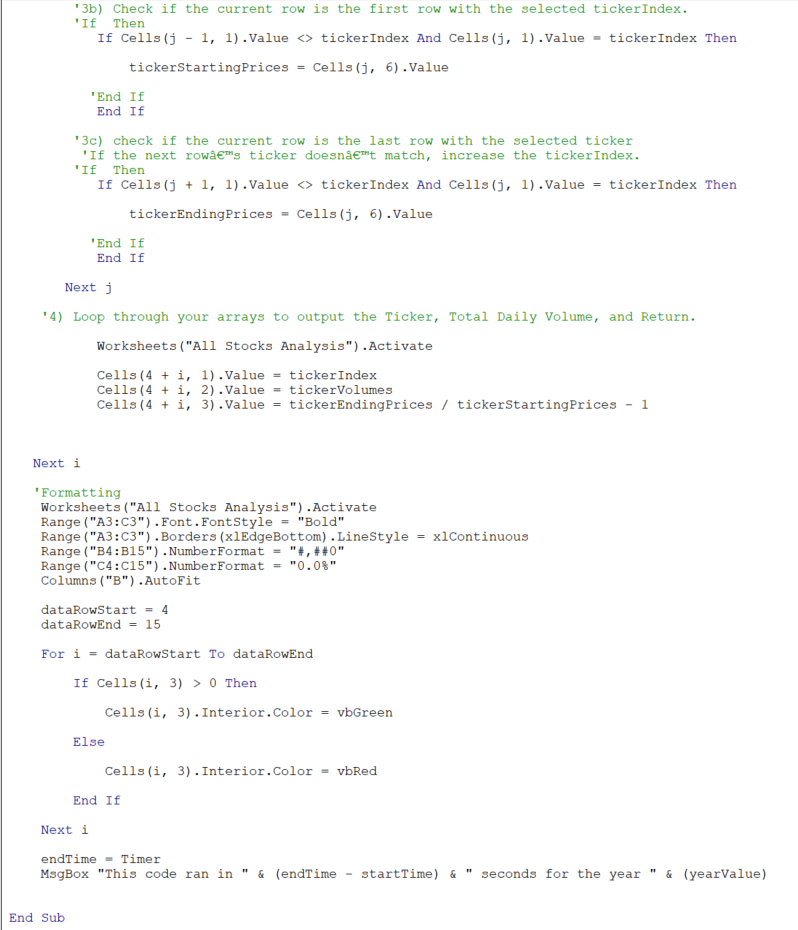 '3b) Check if the current row is the first row with the selected tickerIndex.
'If  Then
If Cells(j - 1, 1).Value <> tickerIndex And Cells(j, 1).Value = tickerIndex Then
tickerStartingPrices = Cells(j, 6).Value
'End If
End If
'3c) check if the current row is the last row with the selected ticker
'If the next rowâ€™s ticker doesnâ€™t match, increase the tickerIndex.
'If  Then
If Cells(j + 1, 1).Value <> tickerIndex And Cells(j, 1).Value = tickerIndex Then
tickerEndingPrices = Cells(j, 6).Value
'End If
End If
Next j
'4) Loop through your arrays to output the Ticker, Total Daily Volume, and Return.
Worksheets("All Stocks Analysis").Activate
Cells(4 + i, 1).Value = tickerIndex
Cells(4 + i, 2).Value = tickerVolumes
Cells(4 + i, 3).Value = tickerEndingPrices / tickerStartingPrices - 1
Next i
'Formatting
Worksheets("All Stocks Analysis").Activate
Range("A3:C3").Font.FontStyle = "Bold"
Range("A3:C3").Borders(xlEdgeBottom).LineStyle = xlContinuous
Range("B4:B15").NumberFormat = "#,##0"
Range("C4:C15").NumberFormat = "0.0%"
Columns("B").AutoFit
dataRowStart = 4
dataRowEnd = 15
For i = dataRowStart To dataRowEnd
If Cells(i, 3) > 0 Then
Cells(i, 3).Interior.Color = vbGreen
Else
Cells(i, 3).Interior.Color = vbRed
End If
Next i
endTime = Timer
MsgBox "This code ran in " & (endTime - startTime) & " seconds for the year " & (yearValue)
End Sub